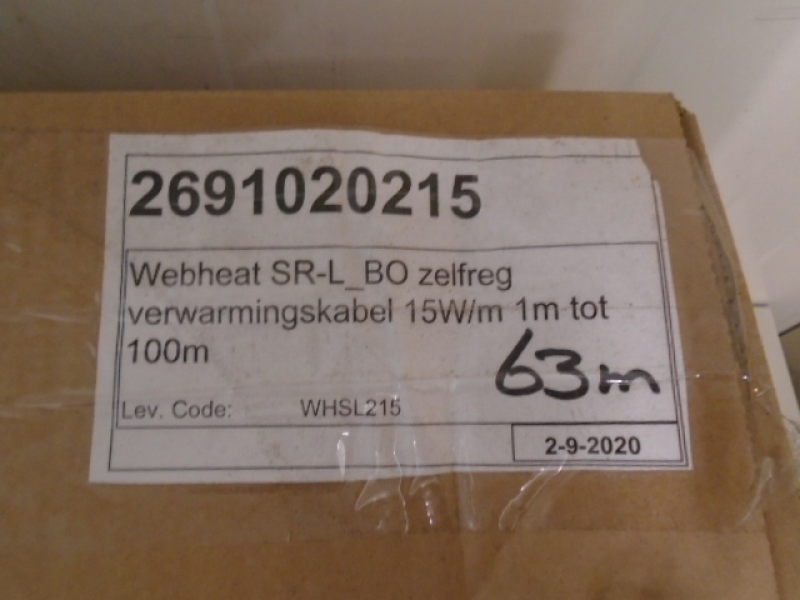 2691020215
Webheat SR-L_BO zelfreg
verwarmingskabel 15W/m 1m tot
100m
63m
Lev. Code: WHSL215
2-9-2020